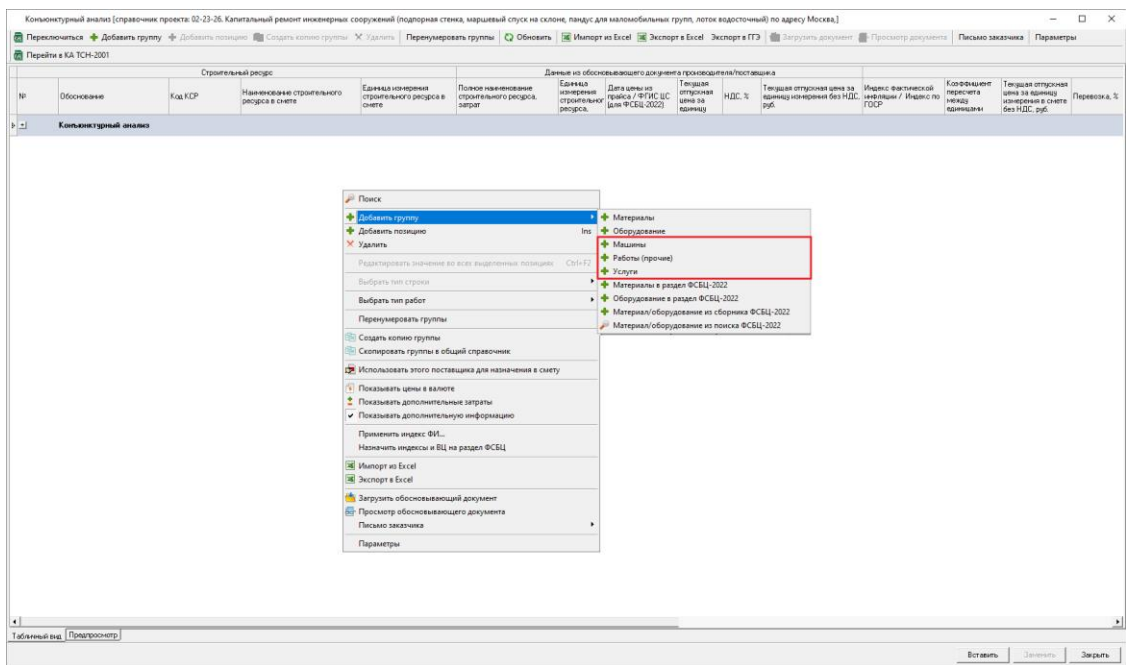 Конъюнктурный анализ [справочник проекта: 02-23-26. Капитальный ремонт инженерных сооружений (подпорная стенка, маршевый спуск на склоне, пандус для маломобильных групп, лоток водосточный) по адресу Москва,]
Переключиться Добавить группу Добавить позицию Создать копию группы Удалить Перенумеровать группы Обновить Импорт из Excel Экспорт в Excel Экспорт в ГГЭ Загрузить документ Просмотр документа Письмо заказчика Параметры
Перейти в КА ТСН-2001
Строительный ресурс
Данные из обосновывающего документа производителя/поставщика
№
Обоснование
Код КСР
Наименование строительного
ресурса в смете
Единица измерения
строительного ресурса в
смете
Полное наименование
строительного ресурса,
затрат
Единица
измерения
строительног
ресурса,
Дата цены из
прайса / ФГИС ЦС
(для ФСБЦ-2022)
Текущая
отпускная
цена за
единицу
НДС, %
Текущая отпускная цена за
единицу измерения без НДС,
руб.
Индекс фактической
инфляции / Индекс по
ГОСР
Коэффициент
пересчета
между
единицами
Текущая отпускная
цена за единицу
измерения в смете
без НДС, руб.
Перевозка, %
Конъюнктурный анализ
Поиск
Добавить группу
Добавить позицию Ins
Удалить
Редактировать значение во всех выделенных позициях Ctrl+F2
Выбрать тип строки
Выбрать тип работ
Перенумеровать группы
Создать копию группы
Скопировать группы в общий справочник
Использовать этого поставщика для назначения в смету
Показывать цены в валюте
Показывать дополнительные затраты
Показывать дополнительную информацию
Применить индекс ФИ...
Назначить индексы и ВЦ на раздел ФСБЦ
Импорт из Excel
Экспорт в Excel
Загрузить обосновывающий документ
Просмотр обосновывающего документа
Письмо заказчика
Параметры
Материалы
Оборудование
Машины
Работы (прочие)
Услуги
Материалы в раздел ФСБЦ-2022
Оборудование в раздел ФСБЦ-2022
Материал/оборудование из сборника ФСБЦ-2022
Материал/оборудование из поиска ФСБЦ-2022
Табличный вид Предпросмотр
Вставить Заменить Закрыть